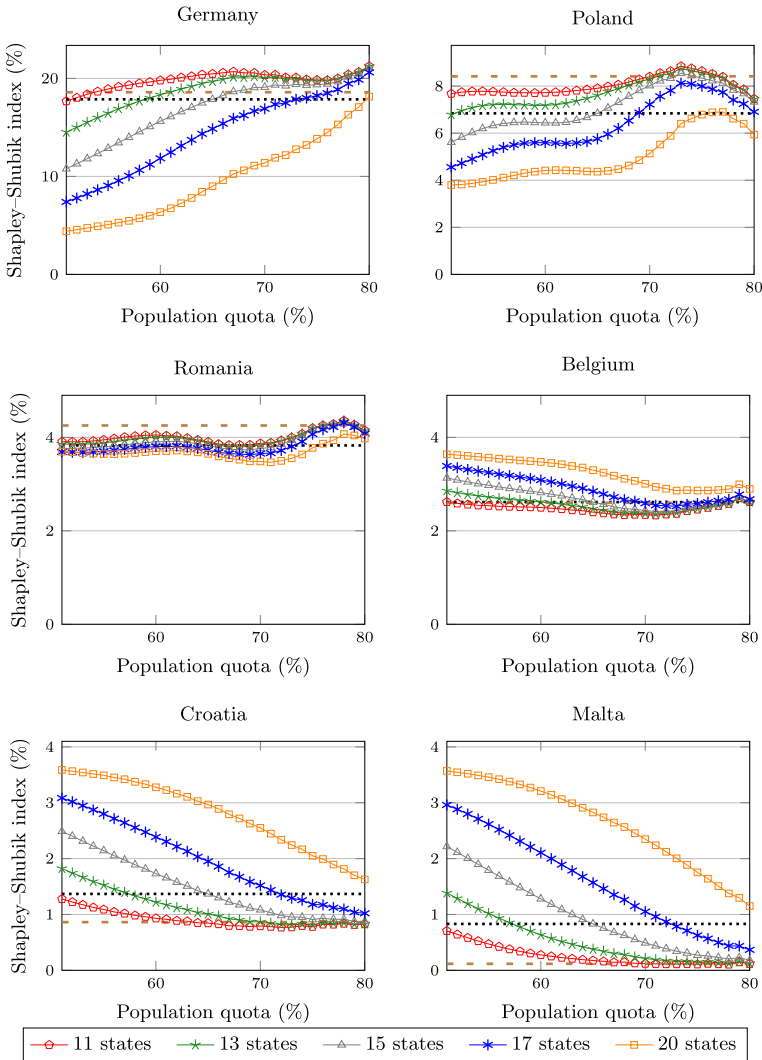 Germany
Poland
Shapley–Shubik index (%)
20
10
0
60
70
80
Population quota (%)
8
6
4
2
0
60
70
80
Population quota (%)
Romania
Belgium
Shapley–Shubik index (%)
4
2
0
60
70
80
Population quota (%)
4
2
0
60
70
80
Population quota (%)
Croatia
Malta
Shapley–Shubik index (%)
4
3
2
1
0
60
70
80
Population quota (%)
4
3
2
1
0
60
70
80
Population quota (%)
11 states 13 states 15 states 17 states 20 states